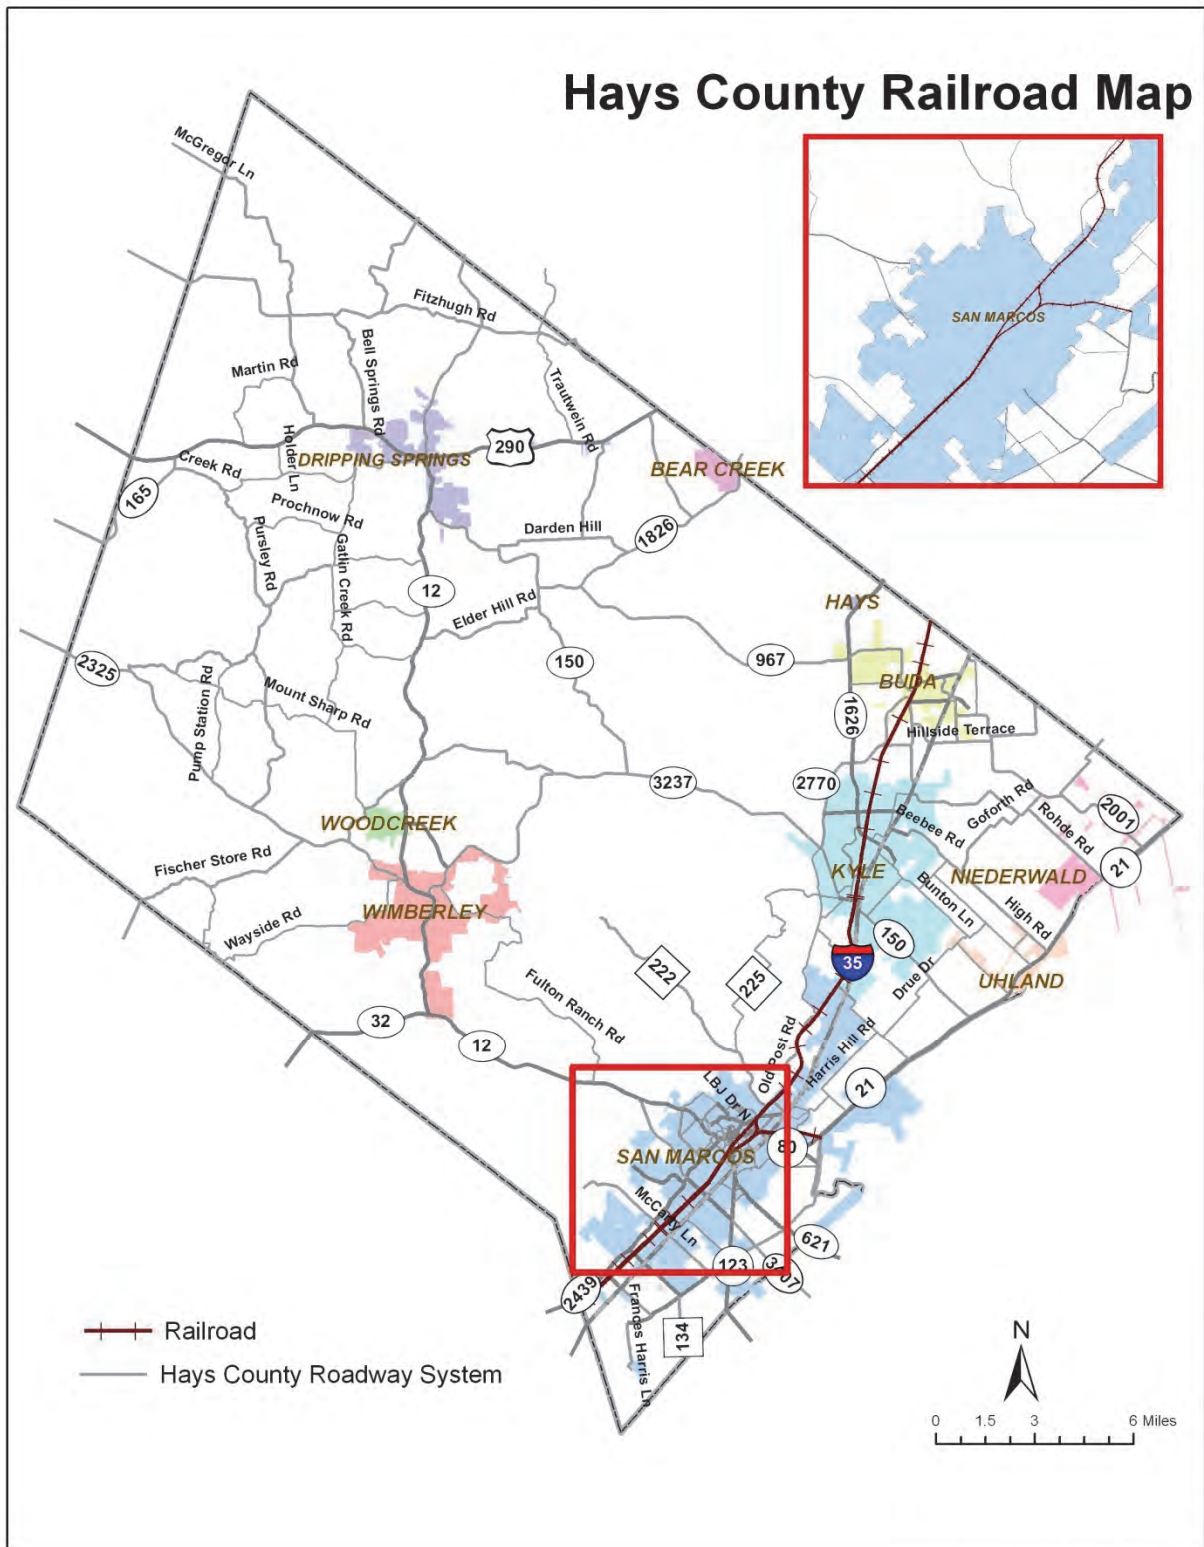 Hays County Railroad Map
McGregor Ln
SAN MARCOS
Fitzhugh Rd
Bell Springs Rd
Martin Rd
Trautwein Rd
290
Holder Ln
DRIPPING SPRINGS
BEAR CREEK
Creek Rd
165
Prochnow Rd
Darden Hill
1826
Pursley Rd
Gatlin Creek Rd
12
Elder Hill Rd
HAYS
2325
150
967
BUDA
Pump Station Rd
Mount Sharp Rd
1626
Hillside Terrace
3237
2770
Goforth Rd
2001
WOODCREEK
Beebee Rd
Rohde Rd
Fischer Store Rd
KYLE
NIEDERWALD
21
WIMBERLEY
Bunton Ln
High Rd
Wayside Rd
150
222
225
35
Drue Dr
UHLAND
Fulton Ranch Rd
32
12
Old Post Rd
Harris Hill Rd
LBJ Dr N
21
SAN MARCOS
80
McCarty Ln
621
123
2439
Frances Harris Ln
134
Railroad
Hays County Roadway System
N
0 1.5 3 6 Miles